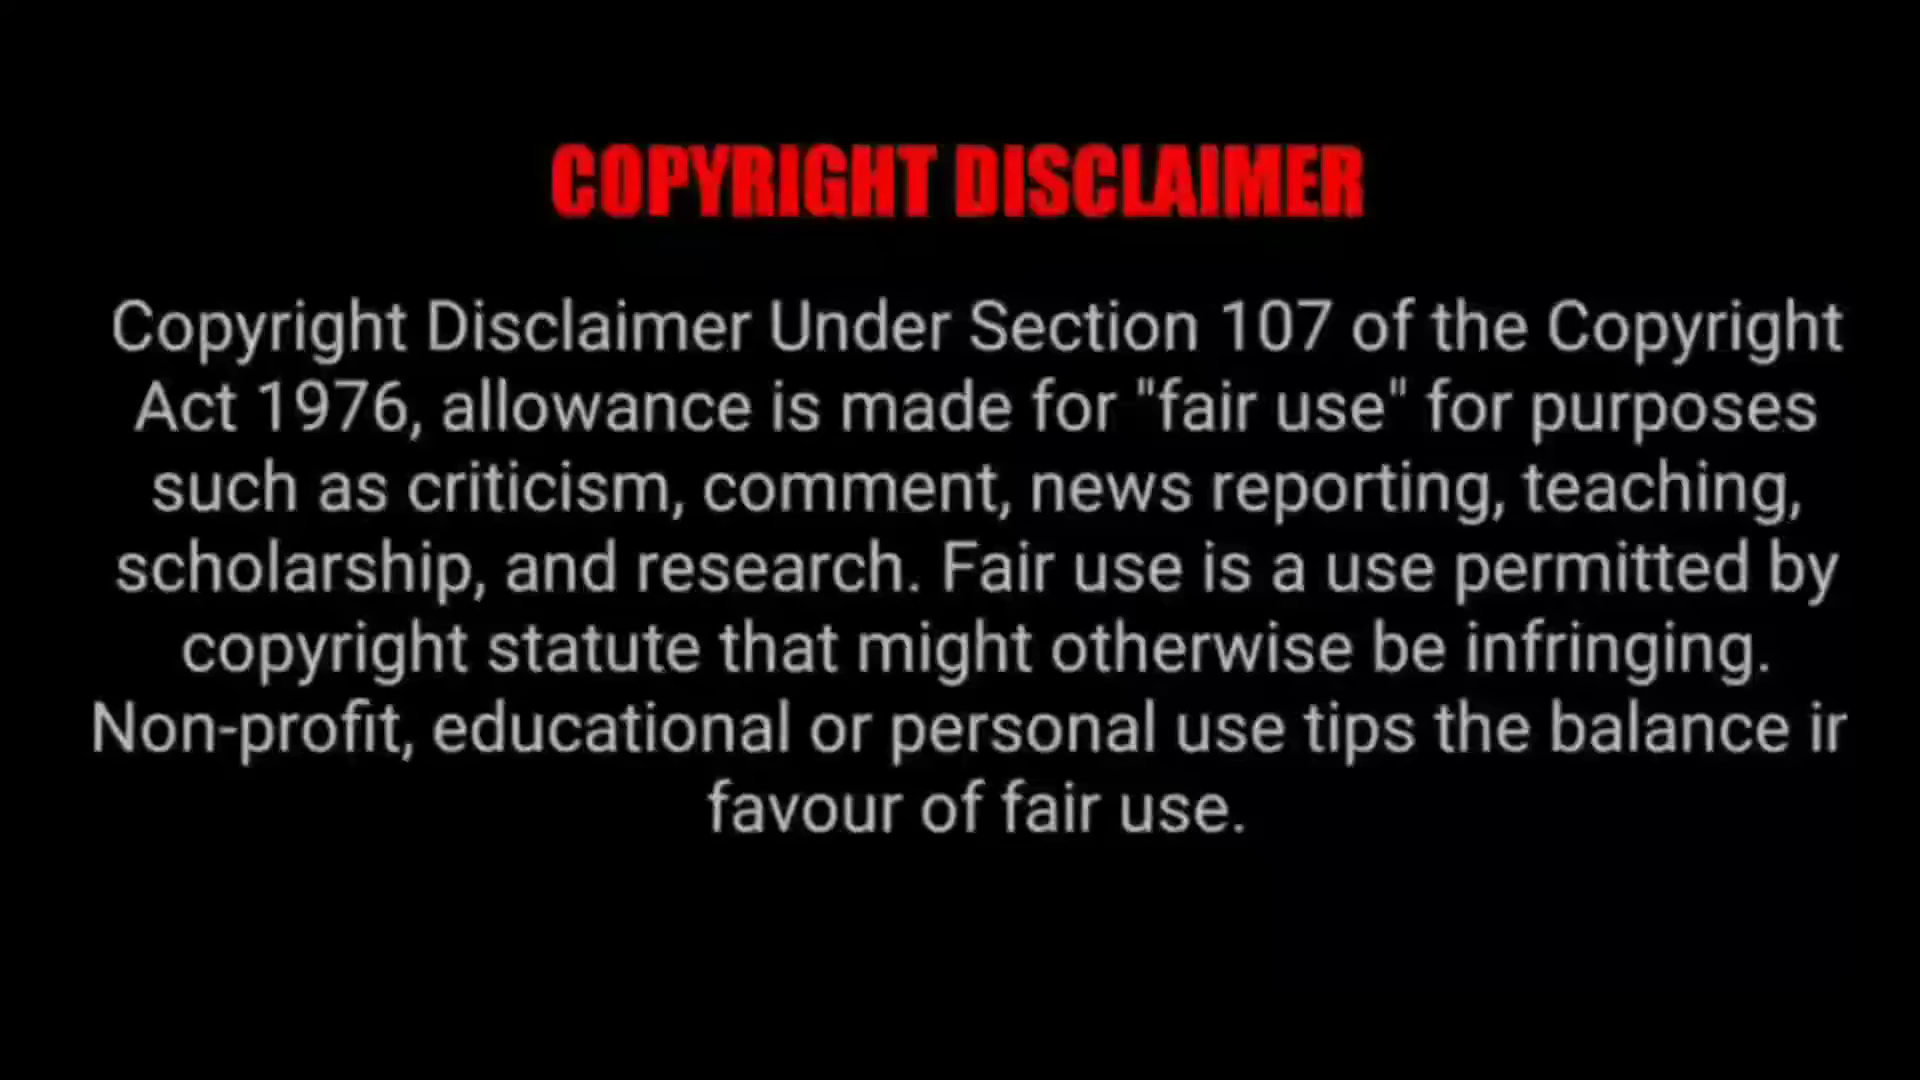 COPYRIGHT DISCLAIMER
Copyright Disclaimer Under Section 107 of the Copyright
Act 1976, allowance is made for "fair use" for purposes
such as criticism, comment, news reporting, teaching,
scholarship, and research. Fair use is a use permitted by
copyright statute that might otherwise be infringing.
Non-profit, educational or personal use tips the balance ir
favour of fair use.